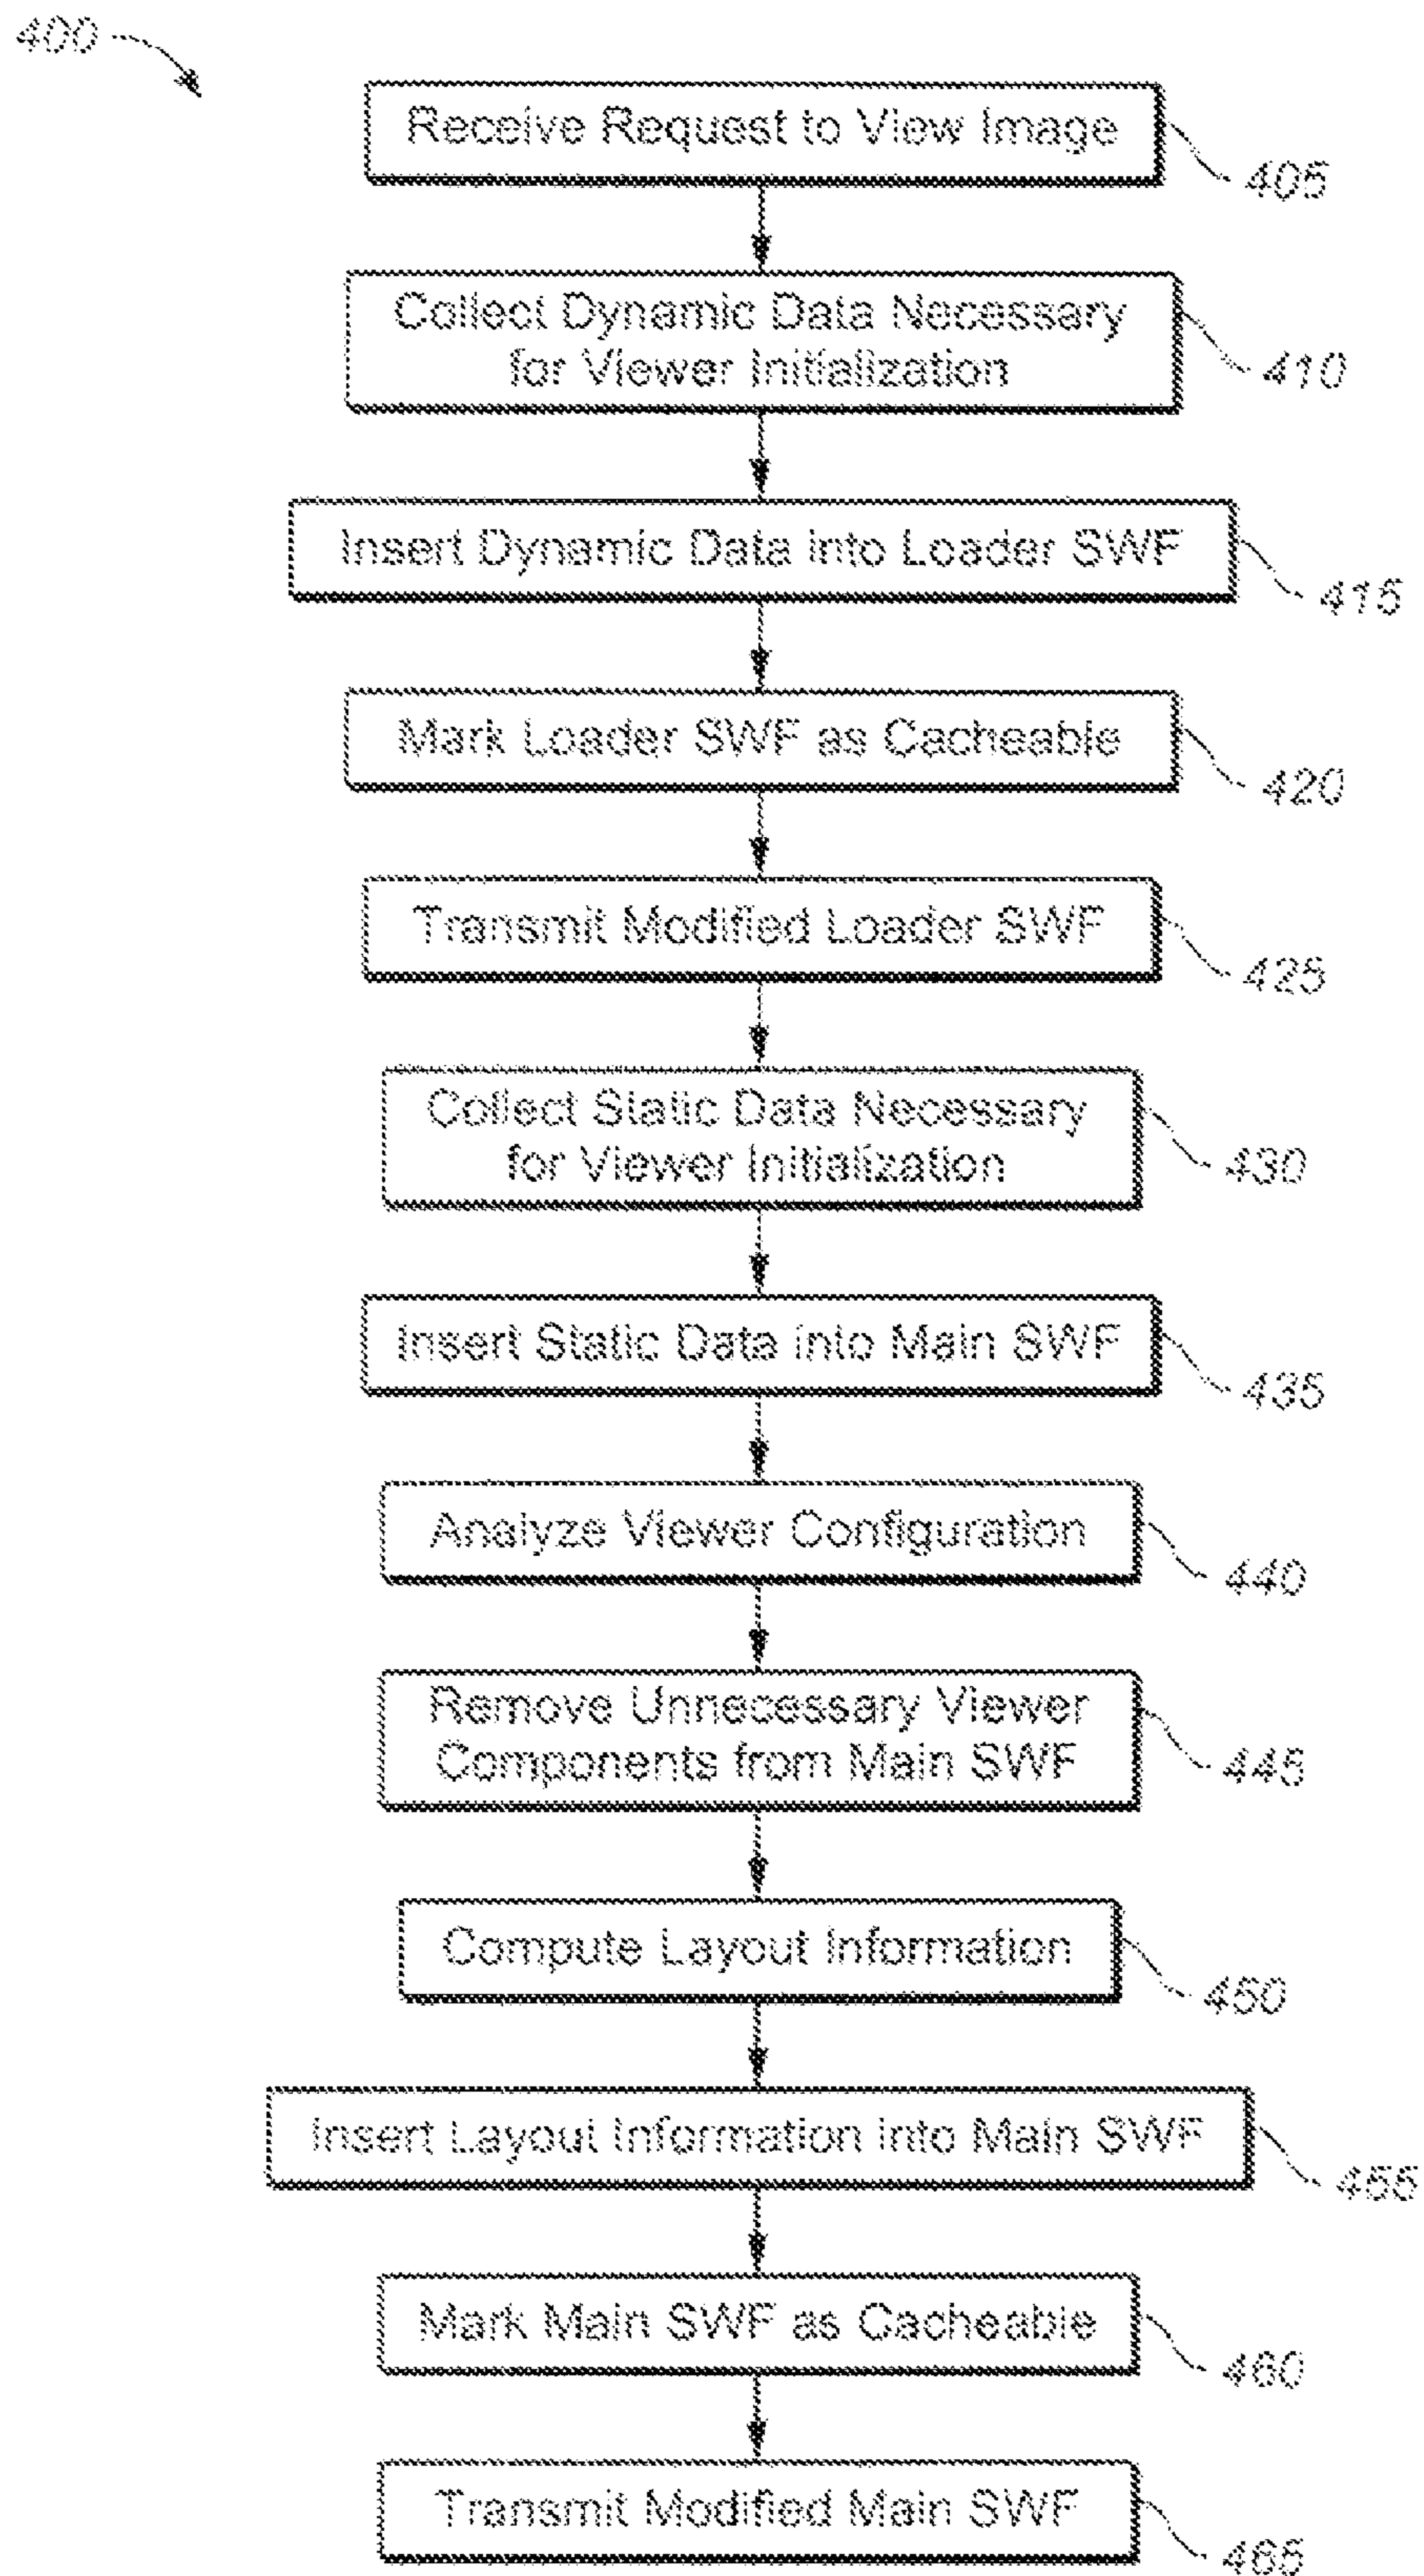 400
Receive Request to View Image
405
Collect Dynamic Data Necessary
for Viewer Initialization
410
Insert Dynamic Data into Loader SWF
415
Mark Loader SWF as Cacheable
420
Transmit Modified Loader SWF
425
Collect Static Data Necessary
for Viewer Initialization
430
Insert Static Data into Main SWF
435
Analyze Viewer Configuration
440
Remove Unnecessary Viewer
Components from Main SWF
445
Compute Layout Information
450
Insert Layout Information into Main SWF
455
Mark Main SWF as Cacheable
460
Transmit Modified Main SWF
465